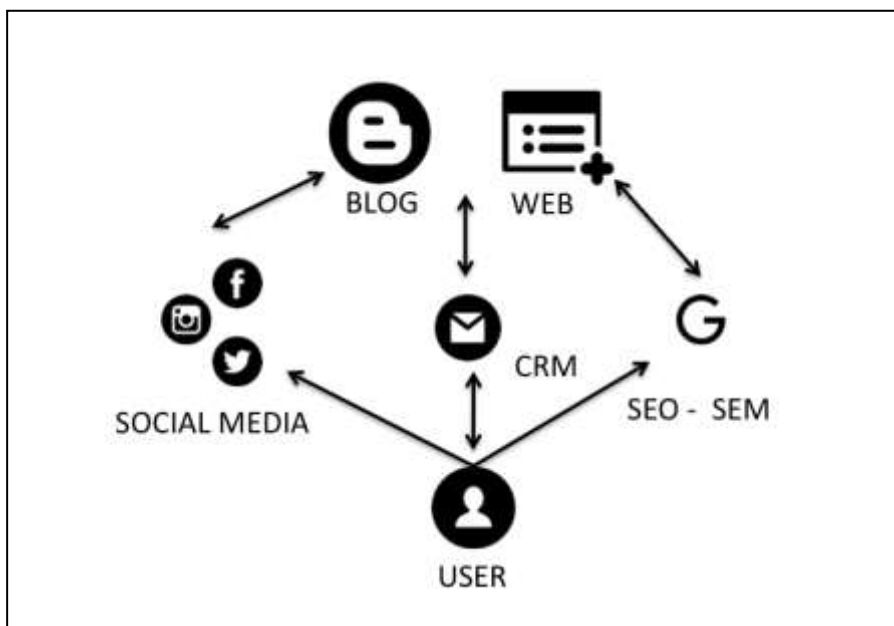 BLOG
WEB
CRM
SOCIAL MEDIA
SEO - SEM
USER